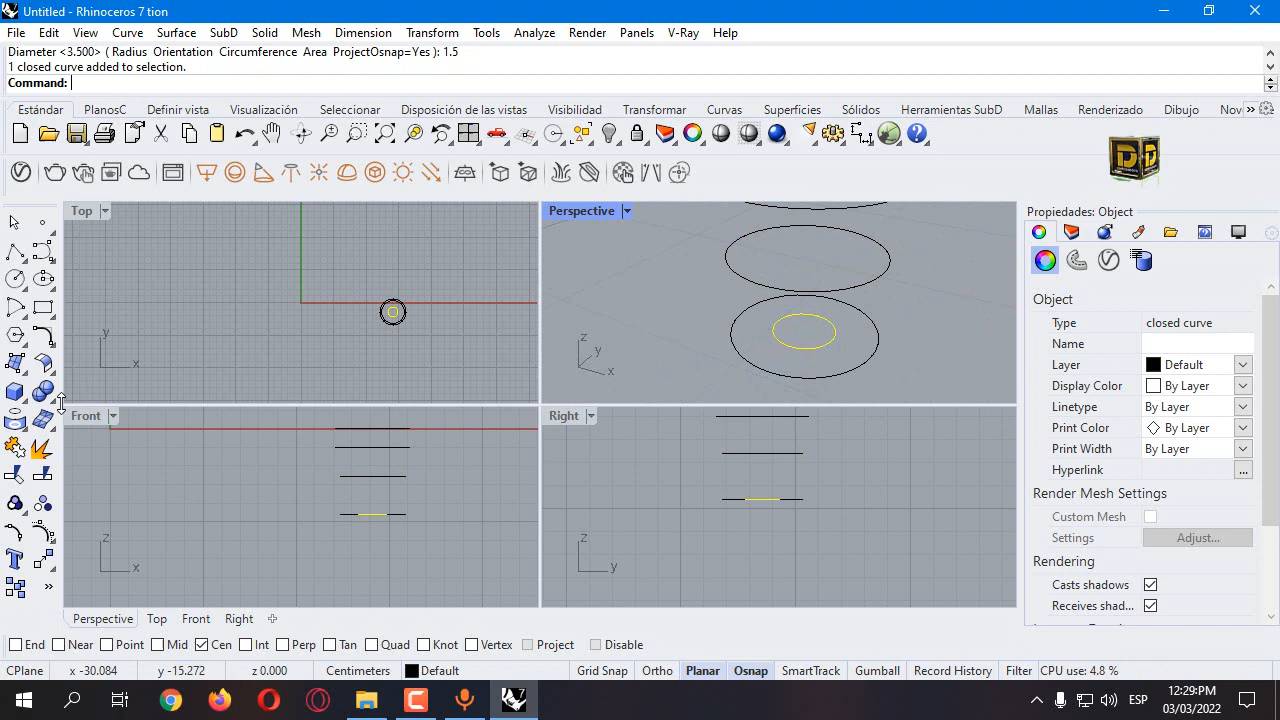 Untitled - Rhinoceros 7 tion
File Edit View Curve Surface SubD Solid Mesh Dimension Transform Tools Analyze Render Panels V-Ray Help
Diameter <3.500> ( Radius Orientation Circumference Area ProjectOsnap=Yes ): 1.5
1 closed curve added to selection.
Command:
Estándar PlanosC Definir vista Visualización Seleccionar Disposición de las vistas Visibilidad Transformar Curvas Superficies Sólidos Herramientas SubD Mallas Renderizado Dibujo Nov »
Top Perspective
Propiedades: Object
Object
Type closed curve
Name
Layer Default
Display Color By Layer
Linetype By Layer
Print Color By Layer
Print Width By Layer
Hyperlink ...
Render Mesh Settings
Custom Mesh
Settings Adjust...
Rendering
Casts shadows
Receives shad...
y
x
z
y
x
Front Right
z
x
z
y
Perspective Top Front Right
End Near Point Mid Cen Int Perp Tan Quad Knot Vertex Project Disable
CPlane x -30.084 y -15.272 z 0.000 Centimeters Default Grid Snap Ortho Planar Osnap SmartTrack Gumball Record History Filter CPU use: 4.8 %
ESP
12:29:PM
03/03/2022